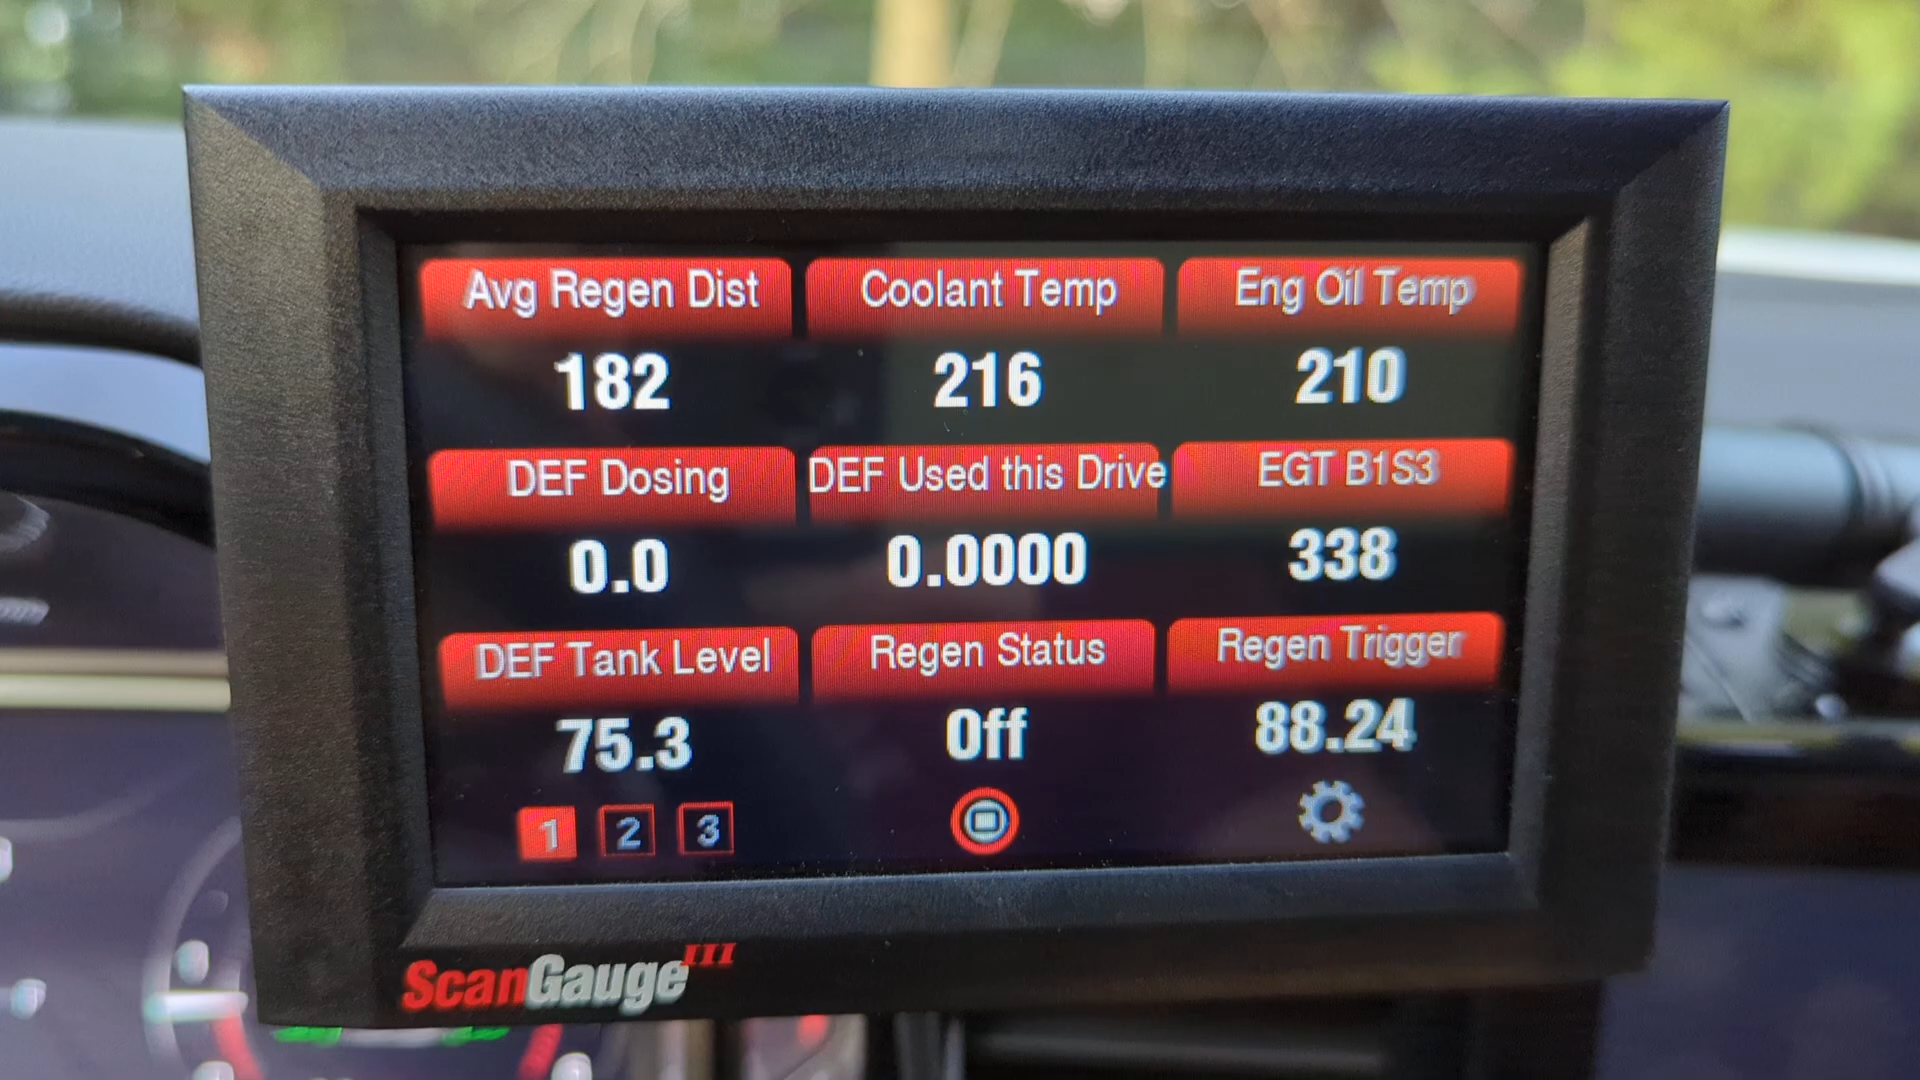 Avg Regen Dist
Coolant Temp
Eng Oil Temp
182
216
210
DEF Dosing
DEF Used this Drive
EGT B1S3
0.0
0.0000
338
DEF Tank Level
Regen Status
Regen Trigger
75.3
Off
88.24
1 2 3
ScanGauge III